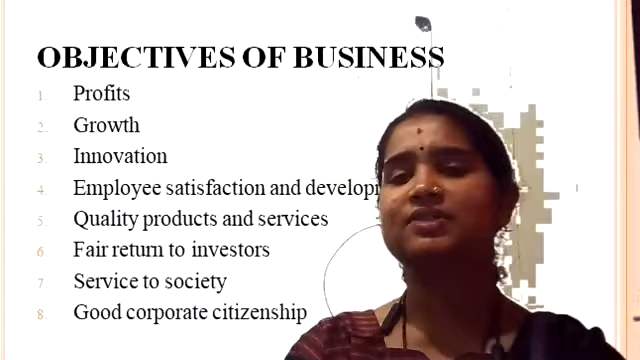 OBJECTIVES OF BUSINESS
1. Profits
2. Growth
3. Innovation
4. Employee satisfaction and
5. Quality products and services
6. Fair return to investors
7 Service to society
8. Good corporate citizenship